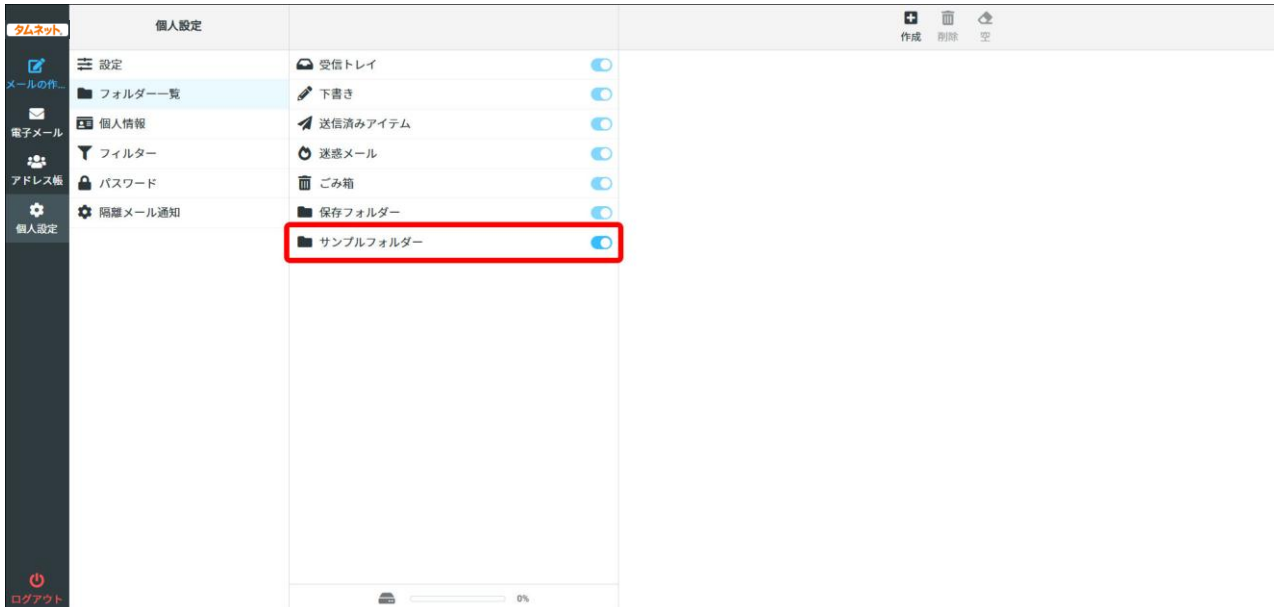 タムネット
メールの作...
電子メール
アドレス帳
個人設定
ログアウト
個人設定
設定
フォルダー一覧
個人情報
フィルター
パスワード
隔離メール通知
受信トレイ
下書き
送信済みアイテム
迷惑メール
ごみ箱
保存フォルダー
サンプルフォルダー
0%
作成
削除
空